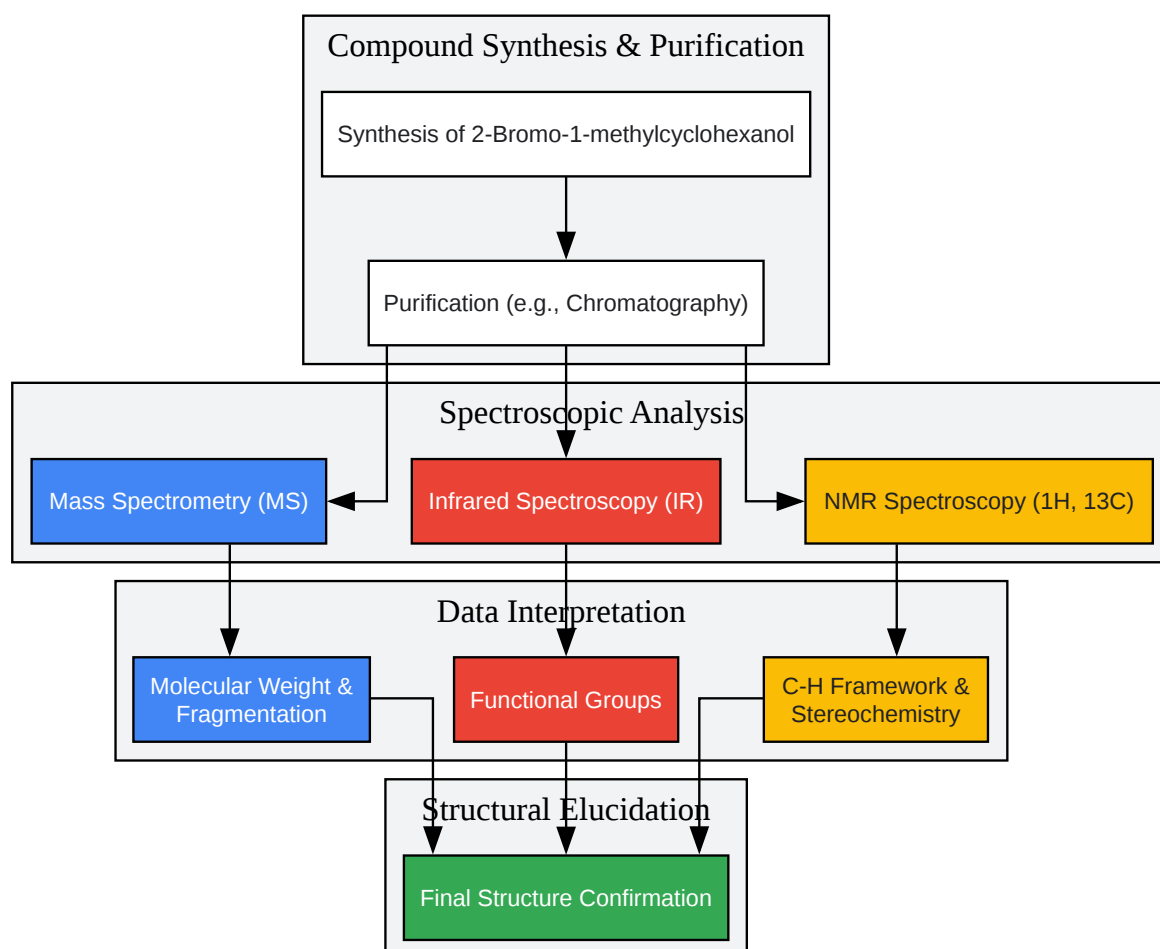 Compound Synthesis & Purification
Synthesis of 2-Bromo-1-methylcyclohexanol
Purification (e.g., Chromatography)
Spectroscopic Analysis
Mass Spectrometry (MS)
Infrared Spectroscopy (IR)
NMR Spectroscopy (1H, 13C)
Data Interpretation
Molecular Weight &
Fragmentation
Functional Groups
C-H Framework &
Stereochemistry
Structural Elucidation
Final Structure Confirmation